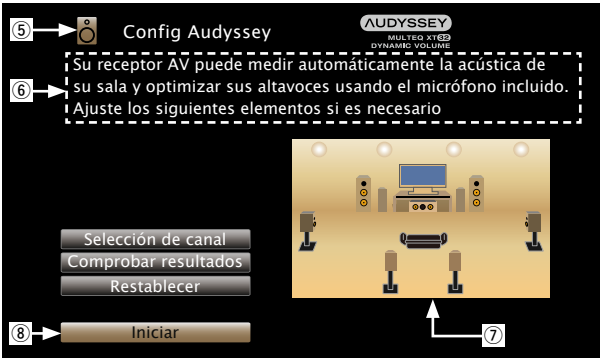 ⑤
Config Audyssey
AUDYSSEY
MULTEQ XT32
DYNAMIC VOLUME
⑥
Su receptor AV puede medir automáticamente la acústica de
su sala y optimizar sus altavoces usando el micrófono incluido.
Ajuste los siguientes elementos si es necesario
Selección de canal
Comprobar resultados
Restablecer
⑧
Iniciar
⑦